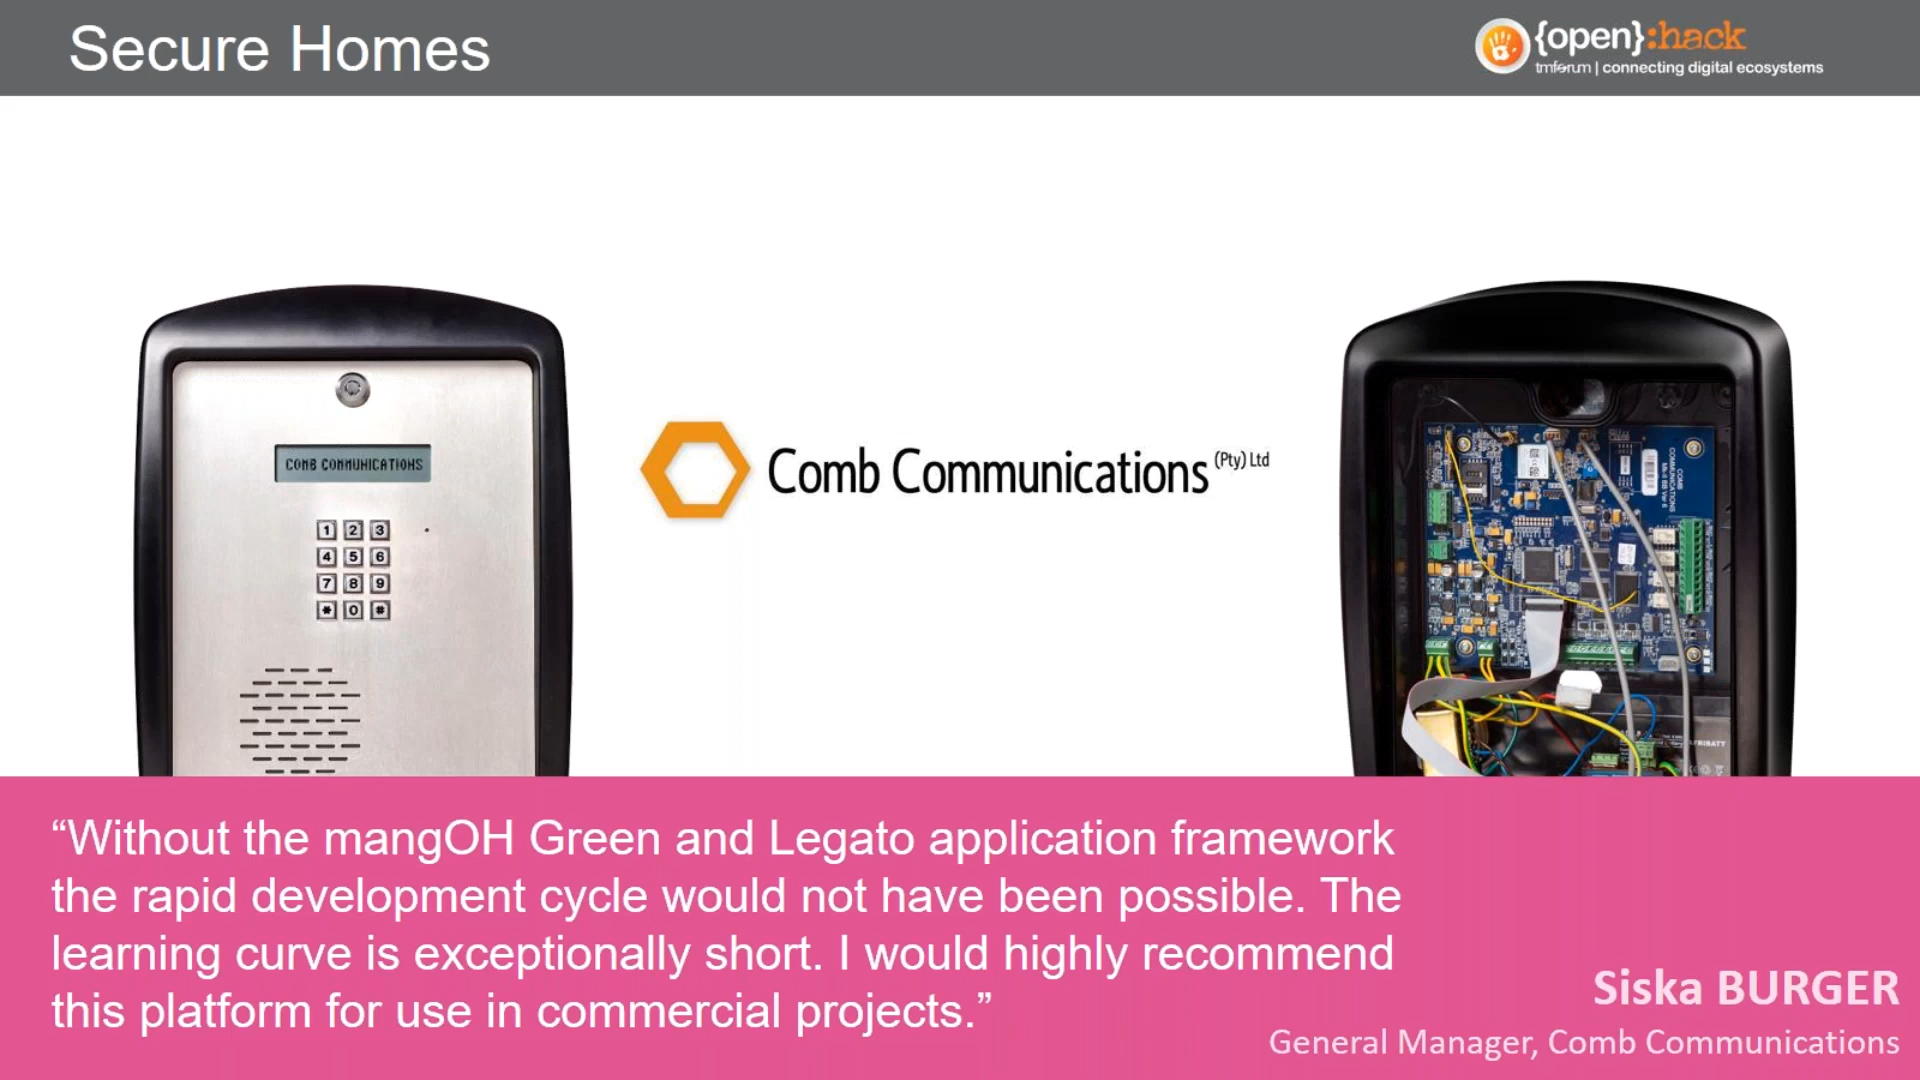 Secure Homes
{open}:hack
tmforum | connecting digital ecosystems
COMB COMMUNICATIONS
1 2 3
4 5 6
7 8 9
* 0 #
Comb Communications (Pty) Ltd
COMB
COMMUNICATIONS
“Without the mangOH Green and Legato application framework
the rapid development cycle would not have been possible. The
learning curve is exceptionally short. I would highly recommend
this platform for use in commercial projects.”
Siska BURGER
General Manager, Comb Communications